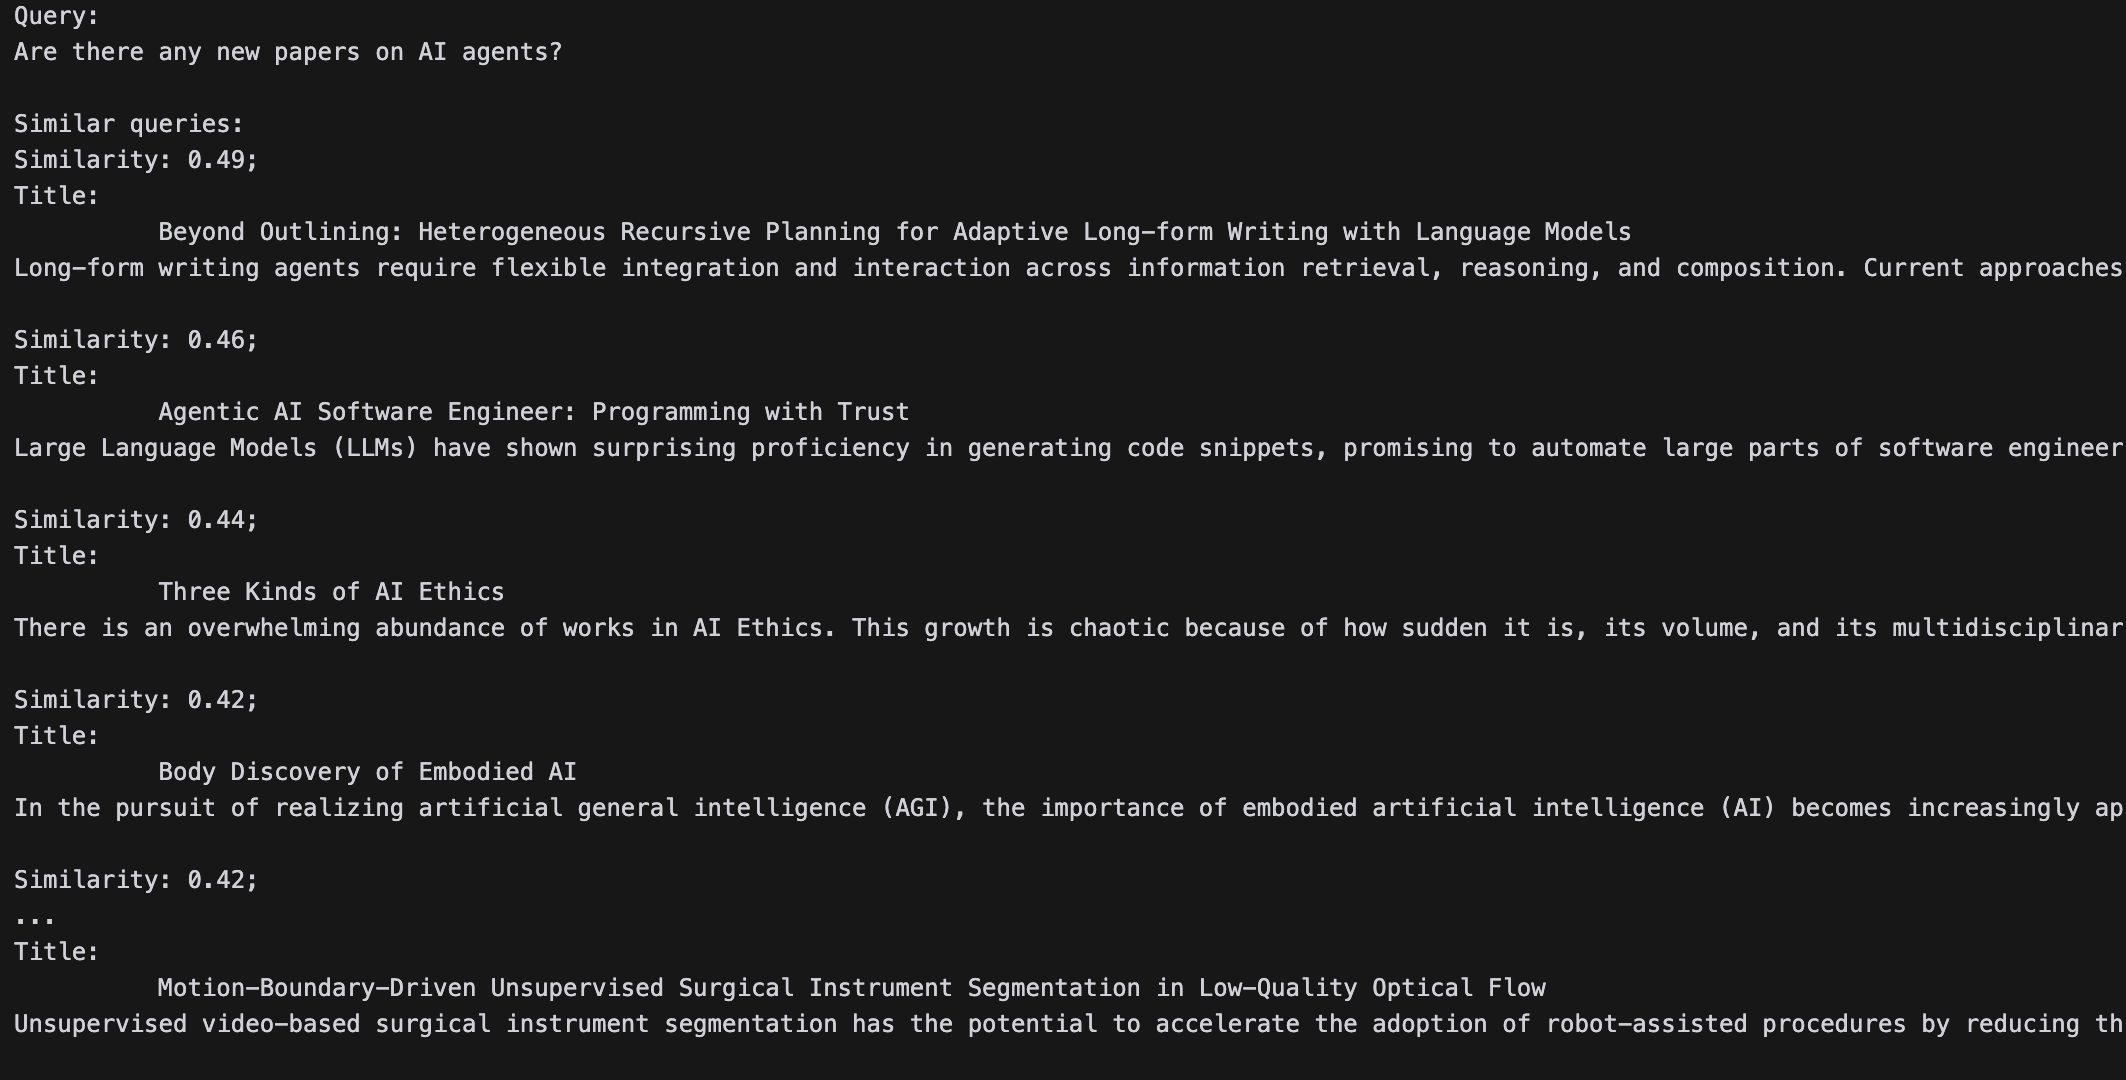 Query:
Are there any new papers on AI agents?
Similar queries:
Similarity: 0.49;
Title:
Beyond Outlining: Heterogeneous Recursive Planning for Adaptive Long-form Writing with Language Models
Long-form writing agents require flexible integration and interaction across information retrieval, reasoning, and composition. Current approaches
Similarity: 0.46;
Title:
Agentic AI Software Engineer: Programming with Trust
Large Language Models (LLMs) have shown surprising proficiency in generating code snippets, promising to automate large parts of software engineer
Similarity: 0.44;
Title:
Three Kinds of AI Ethics
There is an overwhelming abundance of works in AI Ethics. This growth is chaotic because of how sudden it is, its volume, and its multidisciplinar
Similarity: 0.42;
Title:
Body Discovery of Embodied AI
In the pursuit of realizing artificial general intelligence (AGI), the importance of embodied artificial intelligence (AI) becomes increasingly ap
Similarity: 0.42;
...
Title:
Motion-Boundary-Driven Unsupervised Surgical Instrument Segmentation in Low-Quality Optical Flow
Unsupervised video-based surgical instrument segmentation has the potential to accelerate the adoption of robot-assisted procedures by reducing th